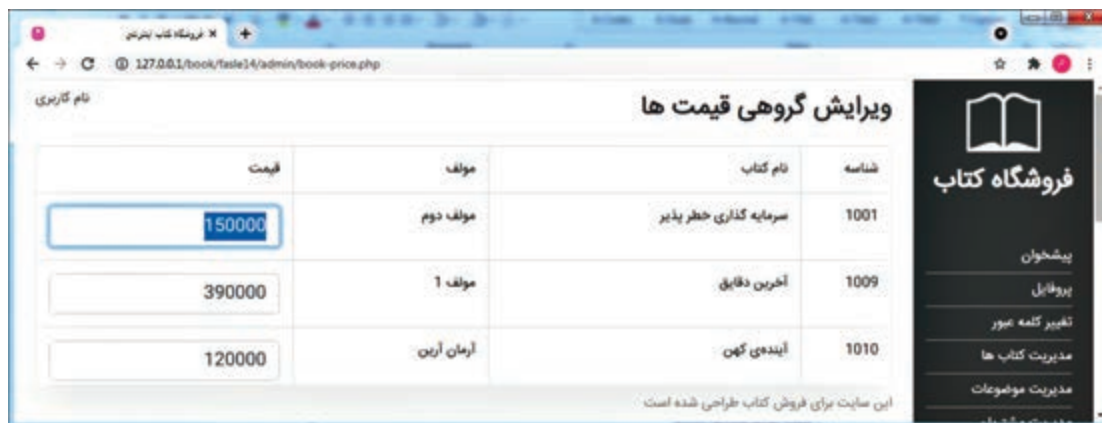 فروشگاه کتاب اینترنتی
127.0.0.1/book/fasle14/admin/book-price.php
فروشگاه کتاب
پیشخوان
پروفایل
تغییر کلمه عبور
مدیریت کتاب ها
مدیریت موضوعات
ویرایش گروهی قیمت ها
نام کاربری
شناسه نام کتاب مولف قیمت
1001 سرمایه گذاری خطر پذیر مولف دوم 150000
1009 آخرین دقایق مولف 1 390000
1010 آینده‌ی کهن آرمان آرین 120000
این سایت برای فروش کتاب طراحی شده است